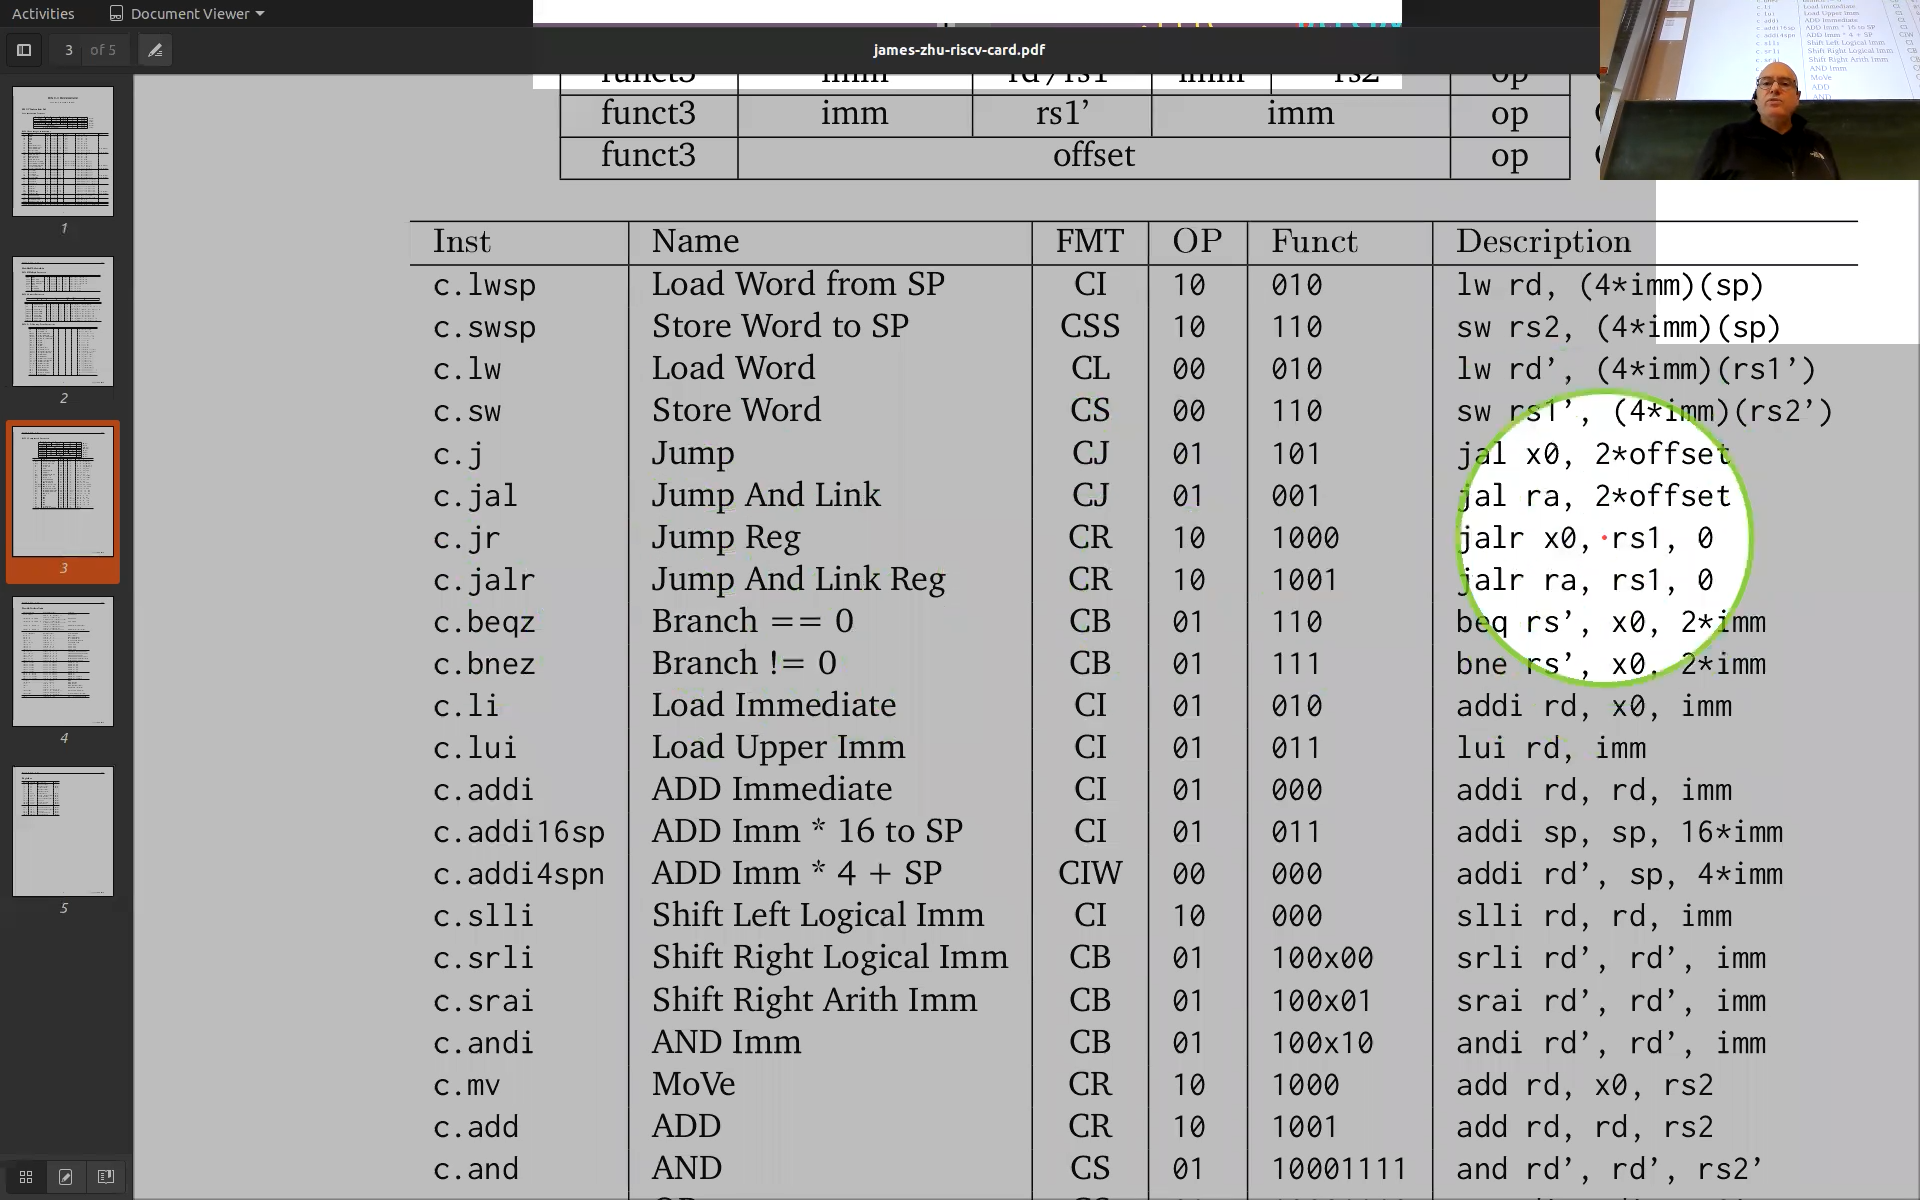 Activities Document Viewer
3 of 5
james-zhu-riscv-card.pdf
funct3 imm rd/rs1 imm rs2 op
funct3 imm rs1’ imm op
funct3 offset op
Inst Name FMT OP Funct Description
c.lwsp Load Word from SP CI 10 010 lw rd, (4*imm)(sp)
c.swsp Store Word to SP CSS 10 110 sw rs2, (4*imm)(sp)
c.lw Load Word CL 00 010 lw rd’, (4*imm)(rs1’)
c.sw Store Word CS 00 110 sw rs1’, (4*imm)(rs2’)
c.j Jump CJ 01 101 jal x0, 2*offset
c.jal Jump And Link CJ 01 001 jal ra, 2*offset
c.jr Jump Reg CR 10 1000 jalr x0, rs1, 0
c.jalr Jump And Link Reg CR 10 1001 jalr ra, rs1, 0
c.beqz Branch == 0 CB 01 110 beq rs’, x0, 2*imm
c.bnez Branch != 0 CB 01 111 bne rs’, x0, 2*imm
c.li Load Immediate CI 01 010 addi rd, x0, imm
c.lui Load Upper Imm CI 01 011 lui rd, imm
c.addi ADD Immediate CI 01 000 addi rd, rd, imm
c.addi16sp ADD Imm * 16 to SP CI 01 011 addi sp, sp, 16*imm
c.addi4spn ADD Imm * 4 + SP CIW 00 000 addi rd’, sp, 4*imm
c.slli Shift Left Logical Imm CI 10 000 slli rd, rd, imm
c.srli Shift Right Logical Imm CB 01 100x00 srli rd’, rd’, imm
c.srai Shift Right Arith Imm CB 01 100x01 srai rd’, rd’, imm
c.andi AND Imm CB 01 100x10 andi rd’, rd’, imm
c.mv MoVe CR 10 1000 add rd, x0, rs2
c.add ADD CR 10 1001 add rd, rd, rs2
c.and AND CS 01 10001111 and rd’, rd’, rs2’
1
2
3
4
5